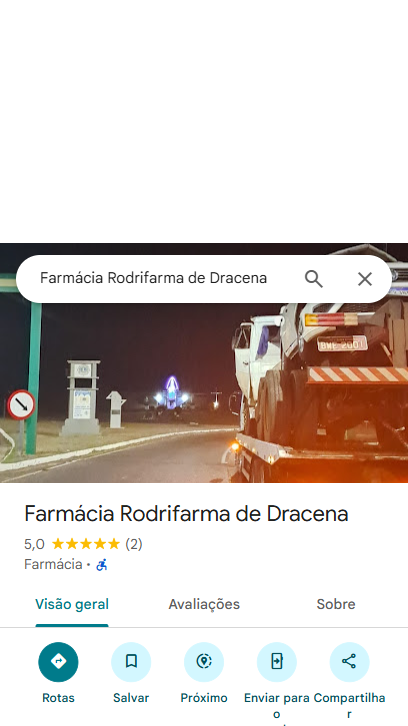 Farmácia Rodrifarma de Dracena
Farmácia Rodrifarma de Dracena
5,0 (2)
Farmácia •
Visão geral
Avaliações
Sobre
Rotas
Salvar
Próximo
Enviar para
o
Compartilha
r